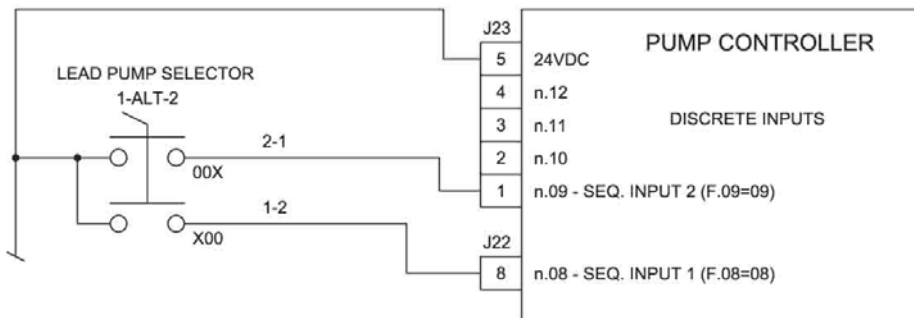 J23
PUMP CONTROLLER
5 24VDC
LEAD PUMP SELECTOR
1-ALT-2
4 n.12
3 n.11
DISCRETE INPUTS
2-1
2 n.10
00X
1 n.09 - SEQ. INPUT 2 (F.09=09)
1-2
X00
J22
8 n.08 - SEQ. INPUT 1 (F.08=08)